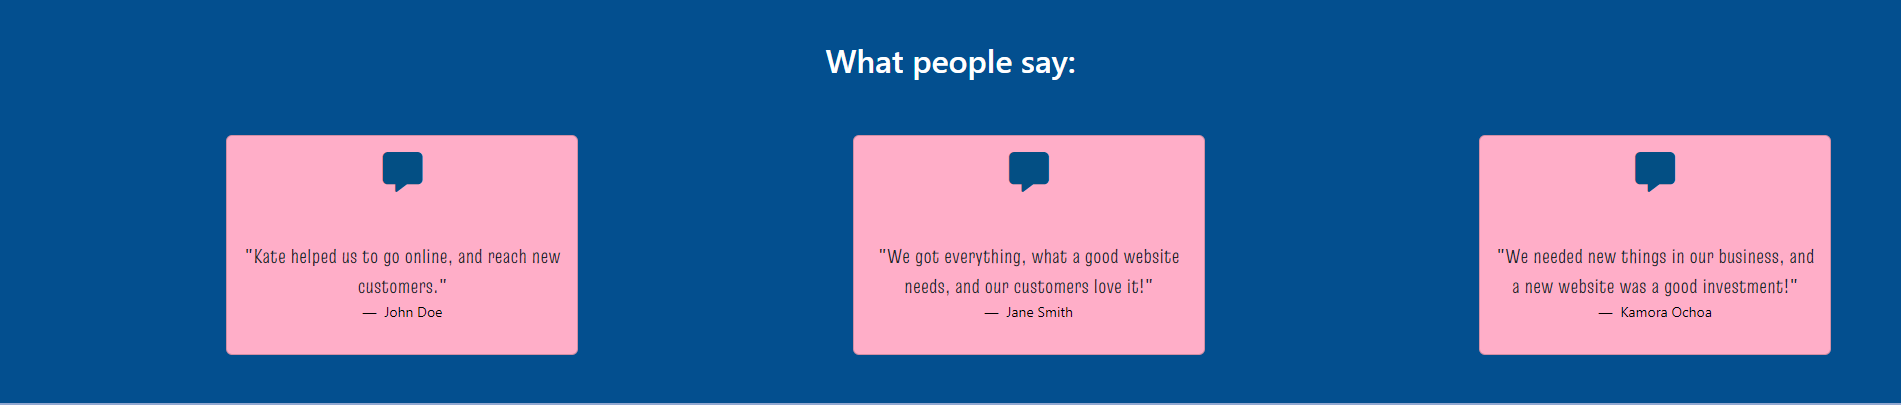 What people say:
"Kate helped us to go online, and reach new
customers."
— John Doe
"We got everything, what a good website
needs, and our customers love it!"
— Jane Smith
"We needed new things in our business, and
a new website was a good investment!"
— Kamora Ochoa